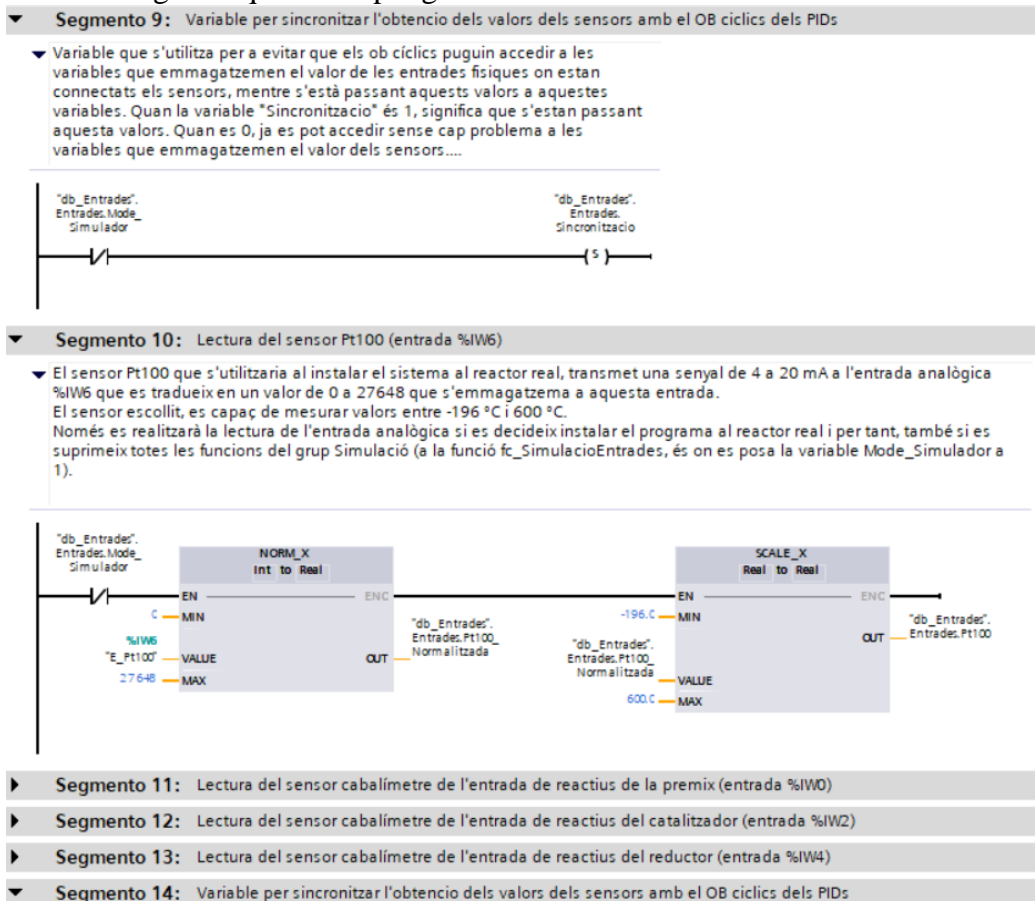 Segmento 9: Variable per sincronitzar l'obtencio dels valors dels sensors amb el OB ciclics dels PIDs
Variable que s'utilitza per a evitar que els ob cíclics puguin accedir a les
variables que emmagatzemen el valor de les entrades fisiques on estan
connectats els sensors, mentre s'està passant aquests valors a aquestes
variables. Quan la variable "Sincronitzacio" és 1, significa que s'estan passant
aquesta valors. Quan es 0, ja es pot accedir sense cap problema a les
variables que emmagatzemen el valor dels sensors....
"db_Entrades".
Entrades.Mode_
Simulador
"db_Entrades".
Entrades.
Sincronitzacio
S
Segmento 10: Lectura del sensor Pt100 (entrada %IW6)
El sensor Pt100 que s'utilitzaria al instalar el sistema al reactor real, transmet una senyal de 4 a 20 mA a l'entrada analògica
%IW6 que es tradueix en un valor de 0 a 27648 que s'emmagatzema a aquesta entrada.
El sensor escollit, es capaç de mesurar valors entre -196 ºC i 600 ºC.
Només es realitzarà la lectura de l'entrada analògica si es decideix instalar el programa al reactor real i per tant, també si es
suprimeix totes les funcions del grup Simulació (a la funció fc_SimulacioEntrades, és on es posa la variable Mode_Simulador a
1).
"db_Entrades".
Entrades.Mode_
Simulador
NORM_X
Int to Real
EN
ENC
MIN
%IW6
"E_Pt100"
VALUE
OUT
27648
MAX
"db_Entrades".
Entrades.Pt100_
Normalitzada
SCALE_X
Real to Real
EN
ENC
-196.C
MIN
"db_Entrades".
Entrades.Pt100_
Normalitzada
VALUE
600.C
MAX
OUT
"db_Entrades".
Entrades.Pt100
Segmento 11: Lectura del sensor cabalímetre de l'entrada de reactius de la premix (entrada %IW0)
Segmento 12: Lectura del sensor cabalímetre de l'entrada de reactius del catalitzador (entrada %IW2)
Segmento 13: Lectura del sensor cabalímetre de l'entrada de reactius del reductor (entrada %IW4)
Segmento 14: Variable per sincronitzar l'obtencio dels valors dels sensors amb el OB ciclics dels PIDs